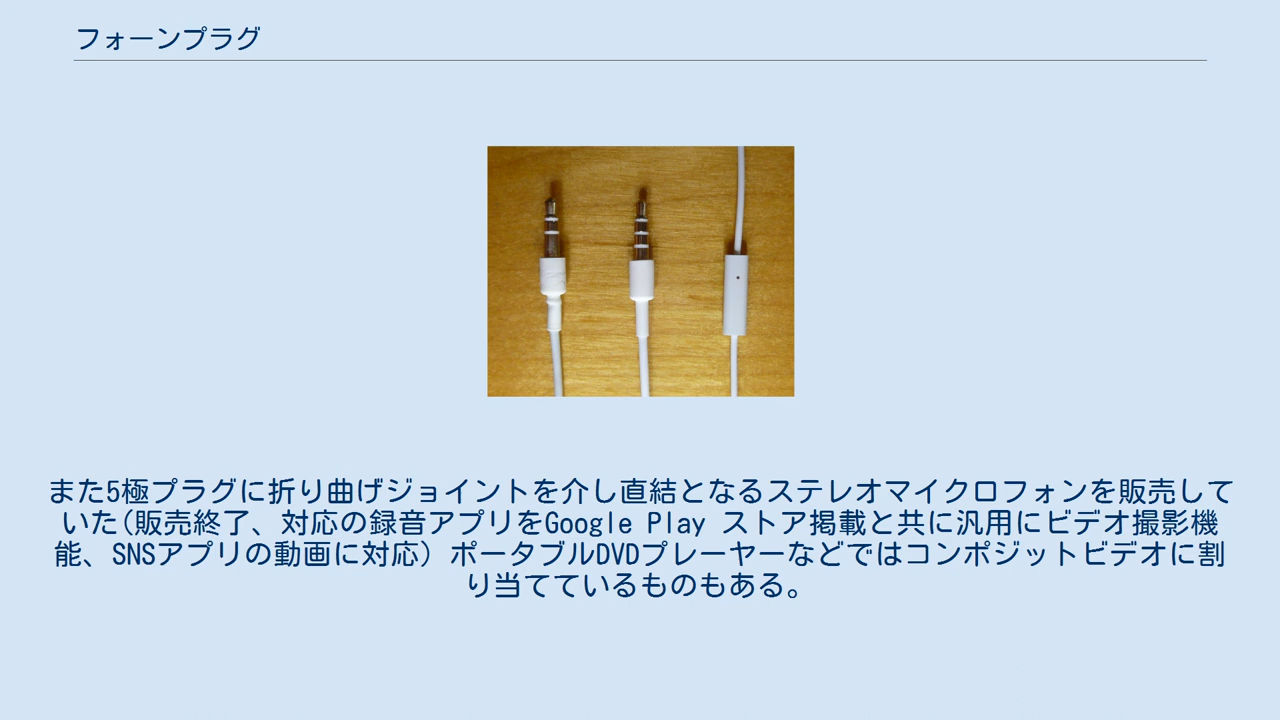 フォーンプラグ
また5極プラグに折り曲げジョイントを介し直結となるステレオマイクロフォンを販売して
いた(販売終了、対応の録音アプリをGoogle Play ストア掲載と共に汎用にビデオ撮影機
能、SNSアプリの動画に対応) ポータブルDVDプレーヤーなどではコンポジットビデオに割
り当てているものもある。